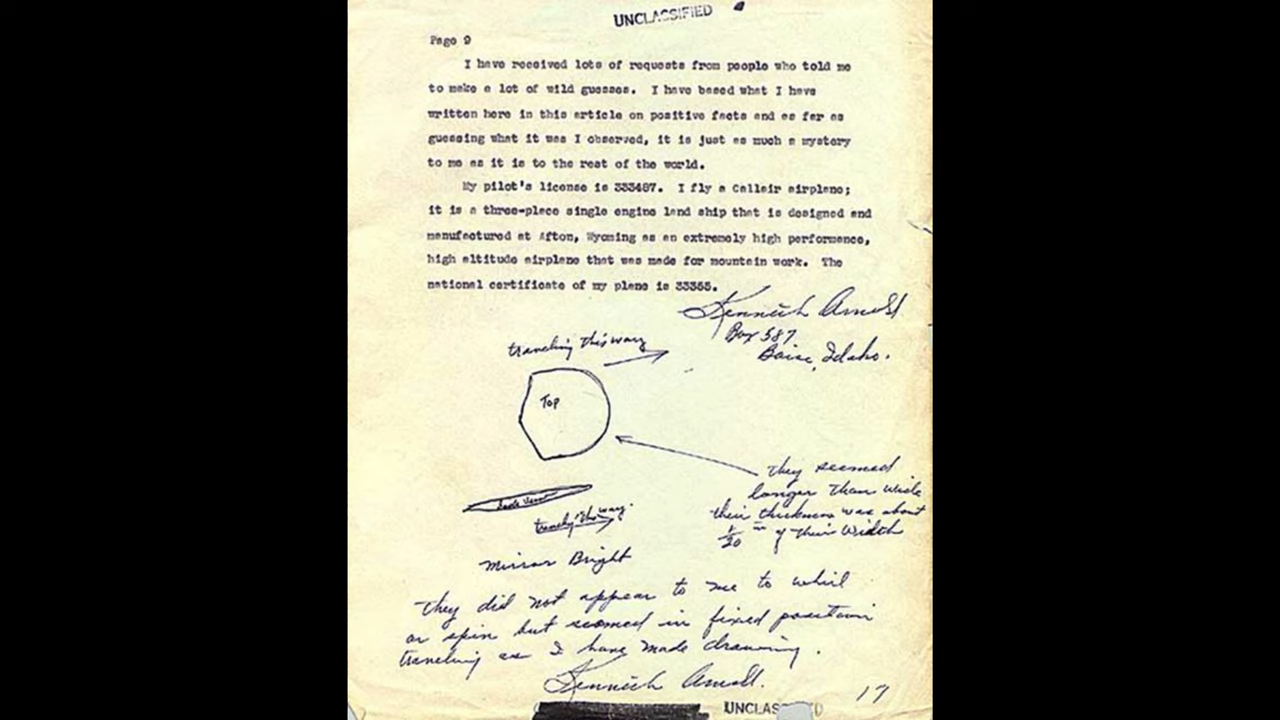 UNCLASSIFIED
Page 9
I have received lots of requests from people who told me
to make a lot of wild guesses. I have based what I have
written here in this article on positive facts and as far as
guessing what it was I observed, it is just as much a mystery
to me as it is to the rest of the world.
My pilot's license is 333487. I fly a Callair airplane;
it is a three-place single engine land ship that is designed and
manufactured at Afton, Wyoming as an extremely high performance,
high altitude airplane that was made for mountain work. The
national certificate of my plane is 33355.
Kenneth Arnold
Box 587
Boise, Idaho.
traveling this way
Top
They seemed
longer than wide
their thickness was about
1/20 th of their width
side view
traveling this way.
Mirror Bright
They did not appear to me to whirl
or spin but seemed in fixed position
traveling as I have made drawing.
Kenneth Arnold.
17
UNCLAS D